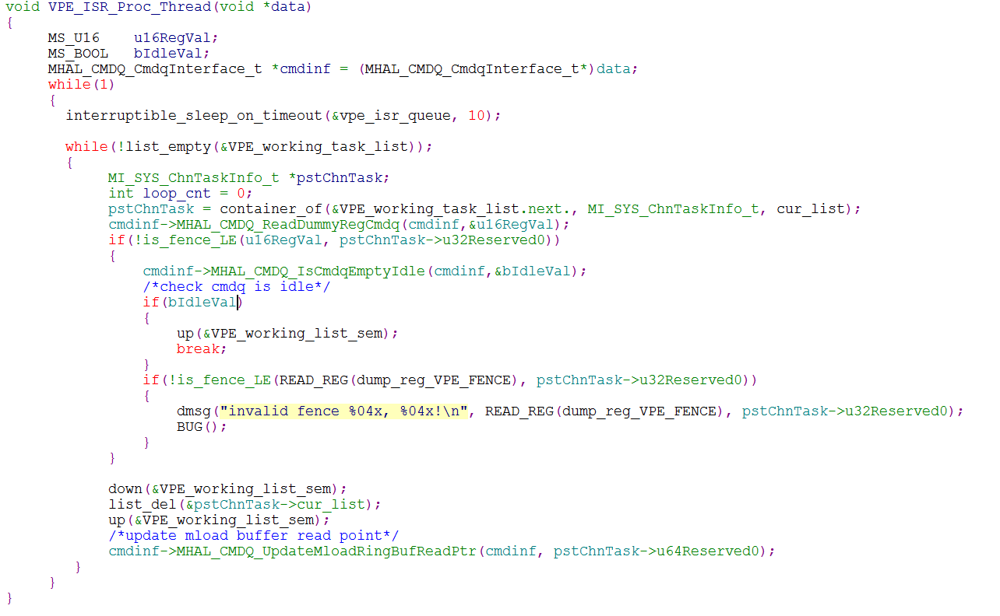 void VPE_ISR_Proc_Thread(void *data)
{
MS_U16 u16RegVal;
MS_BOOL bIdleVal;
MHAL_CMDQ_CmdqInterface_t *cmdinf = (MHAL_CMDQ_CmdqInterface_t*)data;
while(1)
{
interruptible_sleep_on_timeout(&vpe_isr_queue, 10);
while(!list_empty(&VPE_working_task_list));
{
MI_SYS_ChnTaskInfo_t *pstChnTask;
int loop_cnt = 0;
pstChnTask = container_of(&VPE_working_task_list.next., MI_SYS_ChnTaskInfo_t, cur_list);
cmdinf->MHAL_CMDQ_ReadDummyRegCmdq(cmdinf,&u16RegVal);
if(!is_fence_LE(u16RegVal, pstChnTask->u32Reserved0))
{
cmdinf->MHAL_CMDQ_IsCmdqEmptyIdle(cmdinf,&bIdleVal);
/*check cmdq is idle*/
if(bIdleVal)
{
up(&VPE_working_list_sem);
break;
}
if(!is_fence_LE(READ_REG(dump_reg_VPE_FENCE), pstChnTask->u32Reserved0))
{
dmsg("invalid fence %04x, %04x!\n", READ_REG(dump_reg_VPE_FENCE), pstChnTask->u32Reserved0);
BUG();
}
}
down(&VPE_working_list_sem);
list_del(&pstChnTask->cur_list);
up(&VPE_working_list_sem);
/*update mload buffer read point*/
cmdinf->MHAL_CMDQ_UpdateMloadRingBufReadPtr(cmdinf, pstChnTask->u64Reserved0);
}
}
}